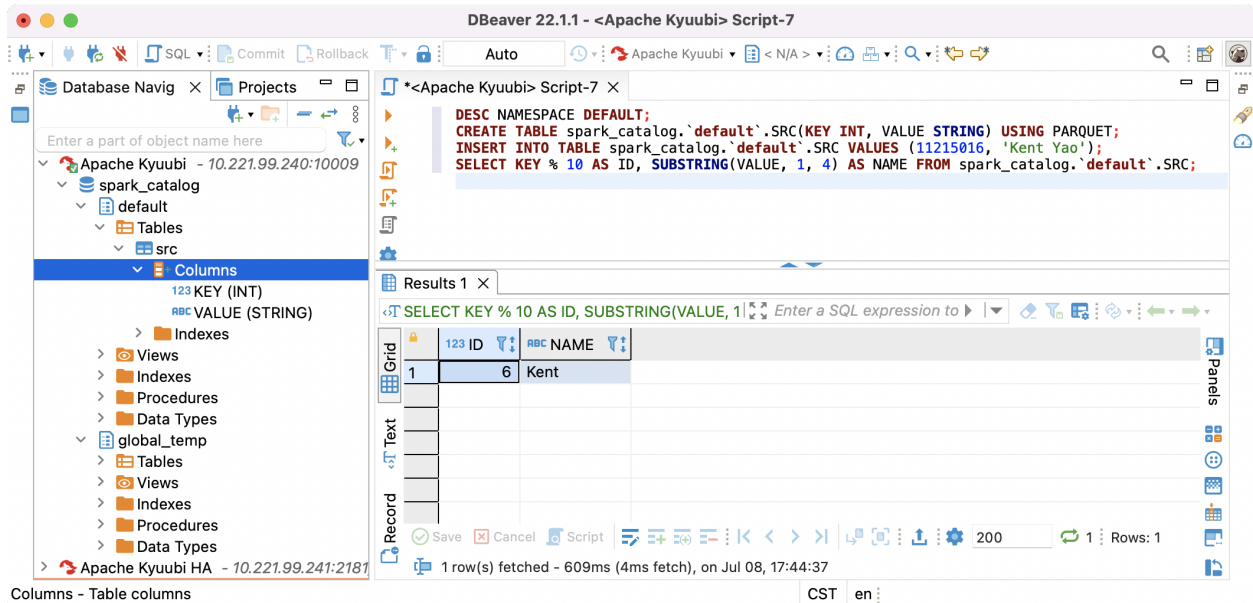 DBeaver 22.1.1 - <Apache Kyuubi> Script-7
SQL Commit Rollback T Auto Apache Kyuubi < N/A >
Database Navig Projects
Enter a part of object name here
Apache Kyuubi - 10.221.99.240:10009
spark_catalog
default
Tables
src
Columns
123 KEY (INT)
ABC VALUE (STRING)
Indexes
Views
Indexes
Procedures
Data Types
global_temp
Tables
Views
Indexes
Procedures
Data Types
Apache Kyuubi HA - 10.221.99.241:2181
*<Apache Kyuubi> Script-7
DESC NAMESPACE DEFAULT;
CREATE TABLE spark_catalog.`default`.SRC(KEY INT, VALUE STRING) USING PARQUET;
INSERT INTO TABLE spark_catalog.`default`.SRC VALUES (11215016, 'Kent Yao');
SELECT KEY % 10 AS ID, SUBSTRING(VALUE, 1, 4) AS NAME FROM spark_catalog.`default`.SRC;
Results 1
SELECT KEY % 10 AS ID, SUBSTRING(VALUE, 1 Enter a SQL expression to
Grid
Text
Record
123 ID ABC NAME
1 6 Kent
Panels
Save Cancel Script 200 1 Rows: 1
1 row(s) fetched - 609ms (4ms fetch), on Jul 08, 17:44:37
Columns - Table columns CST en